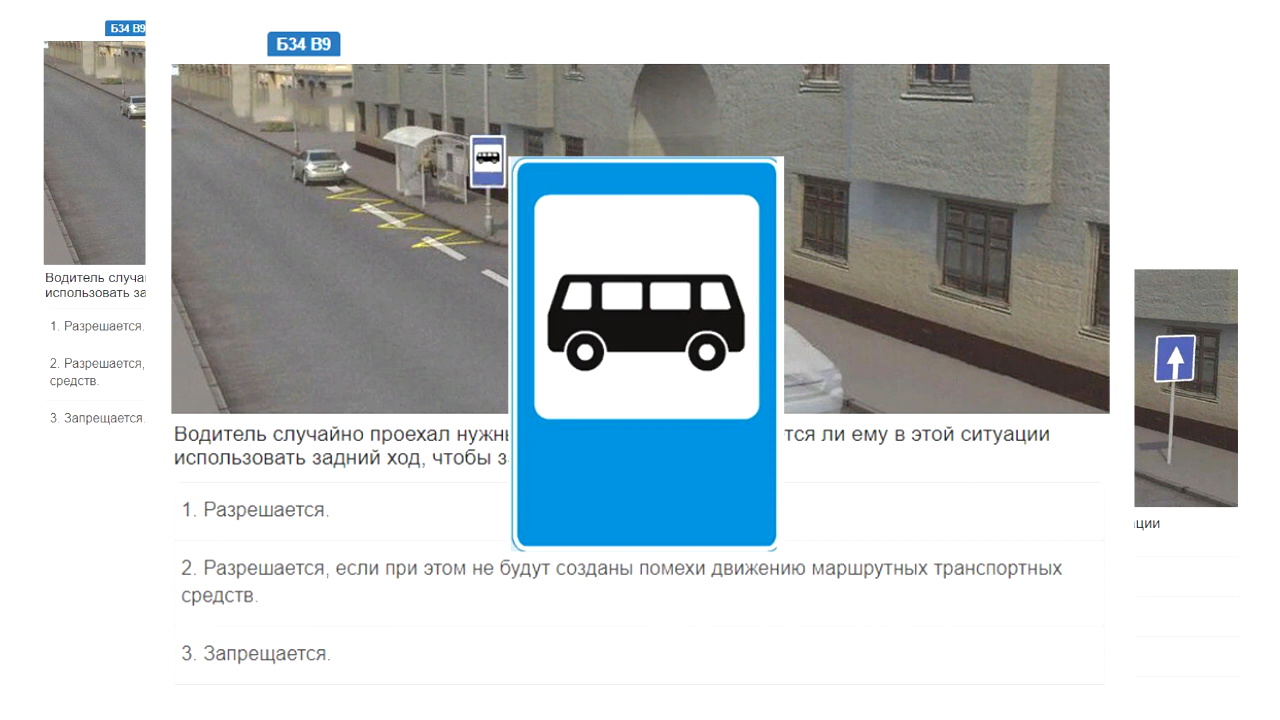 Б34 В9
Водитель случа
использовать за
1. Разрешается.
2. Разрешается,
средств.
3. Запрещается.
Б34 В9
Водитель случайно проехал нужн тся ли ему в этой ситуации
использовать задний ход, чтобы з
1. Разрешается.
2. Разрешается, если при этом не будут созданы помехи движению маршрутных транспортных
средств.
3. Запрещается.
ции